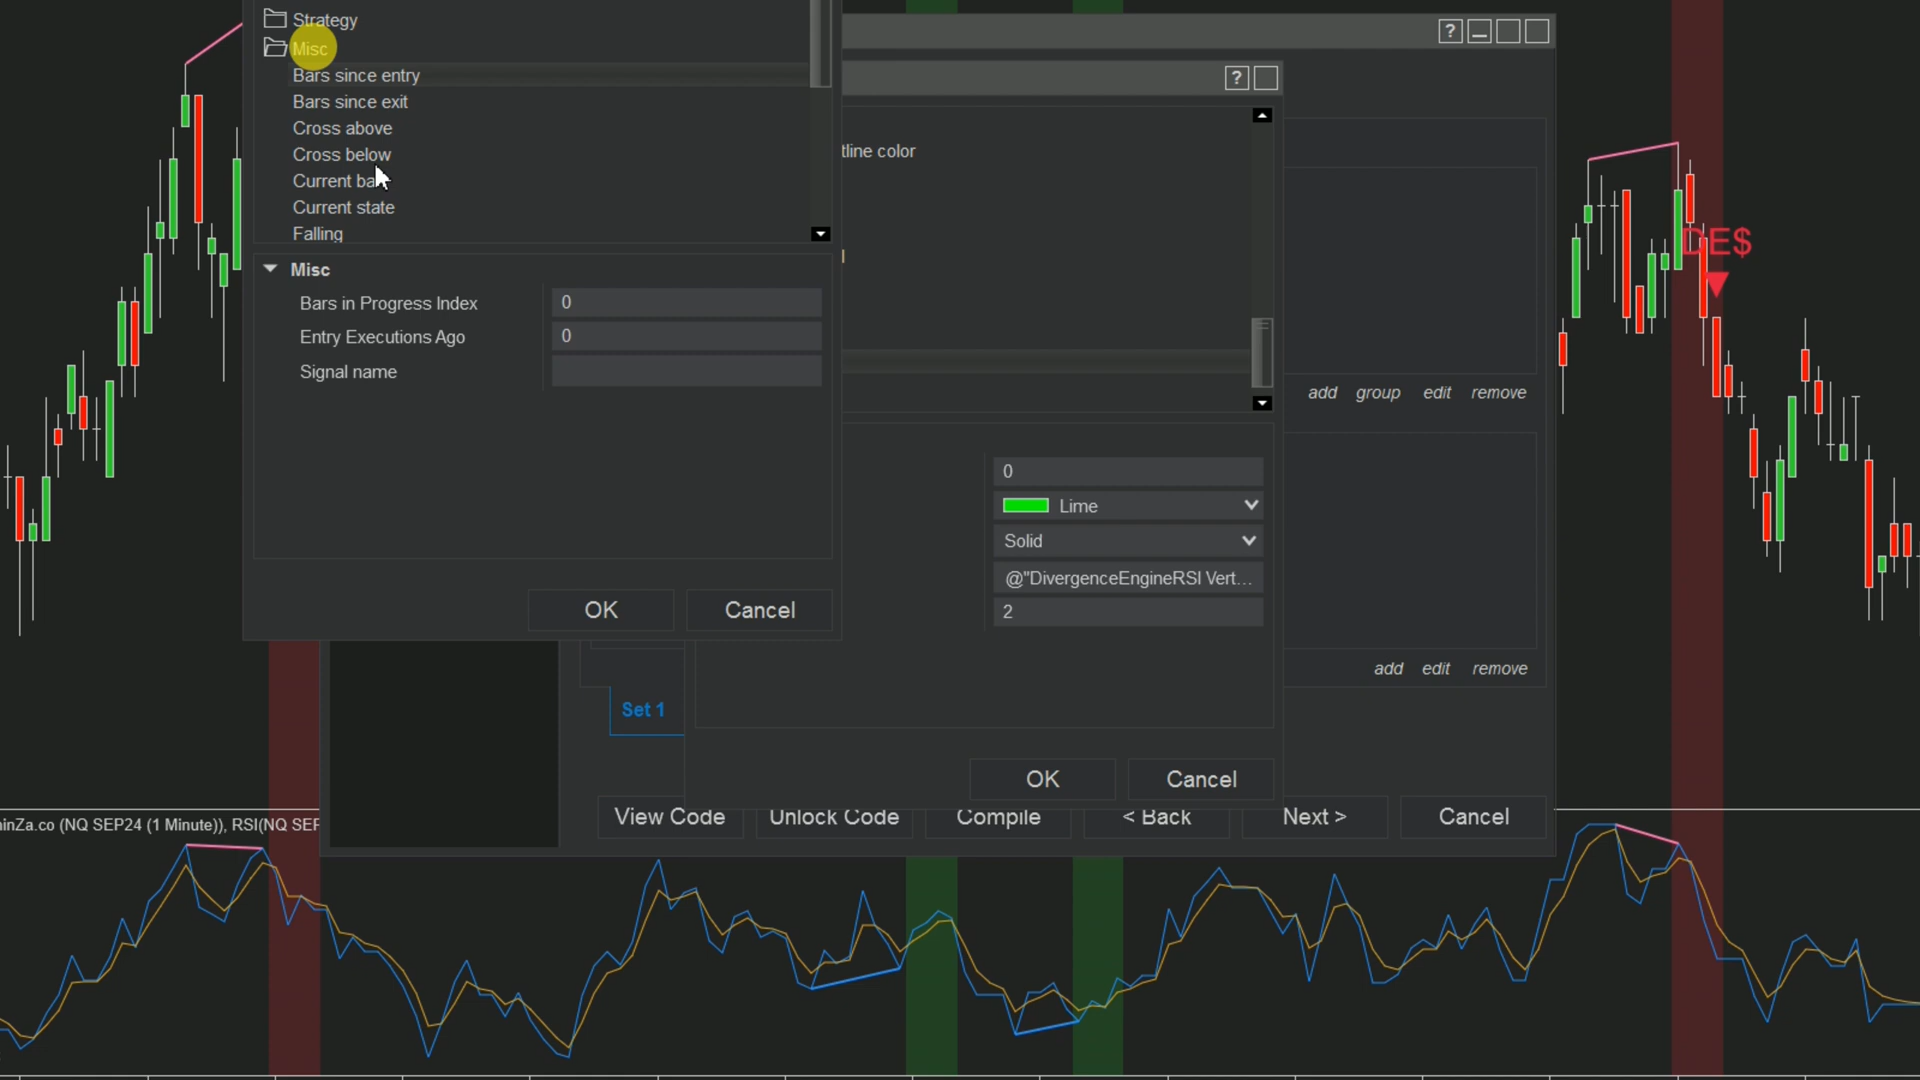 Strategy
Misc
Bars since entry
Bars since exit
Cross above
Cross below
Current ba
Current state
Falling
Misc
Bars in Progress Index
0
Entry Executions Ago
0
Signal name
OK
Cancel
?
?
tline color
add group edit remove
0
Lime
Solid
@"DivergenceEngineRSI Vert...
2
add edit remove
Set 1
OK
Cancel
View Code
Unlock Code
Compile
< Back
Next >
Cancel
DE$
inZa.co (NQ SEP24 (1 Minute)), RSI(NQ SEF